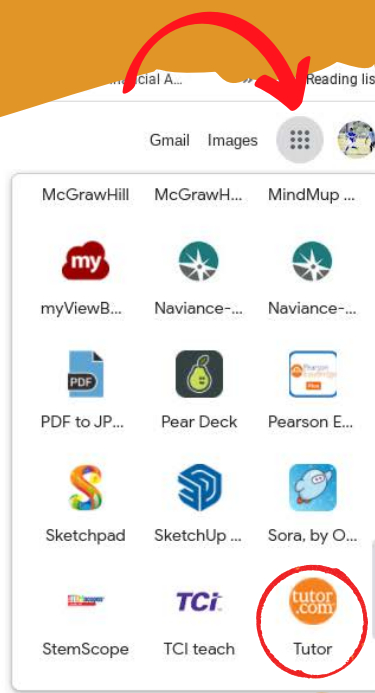 cial A...
»
Reading lis
Gmail Images
McGrawHill McGrawH... MindMup ...
my
myViewB... Naviance-... Naviance-...
PDF
PDF to JP... Pear Deck Pearson E...
Sketchpad SketchUp ... Sora, by O...
TCi
tutor
.com
StemScope TCI teach Tutor